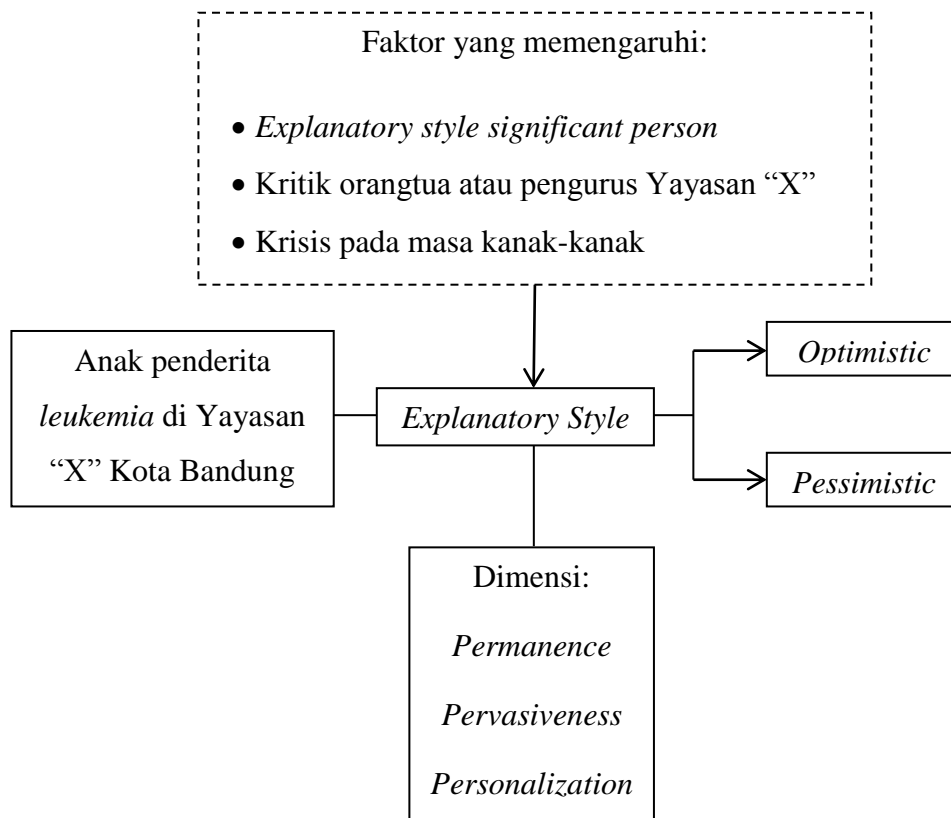 Faktor yang memengaruhi:
• Explanatory style significant person
• Kritik orangtua atau pengurus Yayasan “X”
• Krisis pada masa kanak-kanak
Anak penderita
leukemia di Yayasan
“X” Kota Bandung
Explanatory Style
Optimistic
Pessimistic
Dimensi:
Permanence
Pervasiveness
Personalization